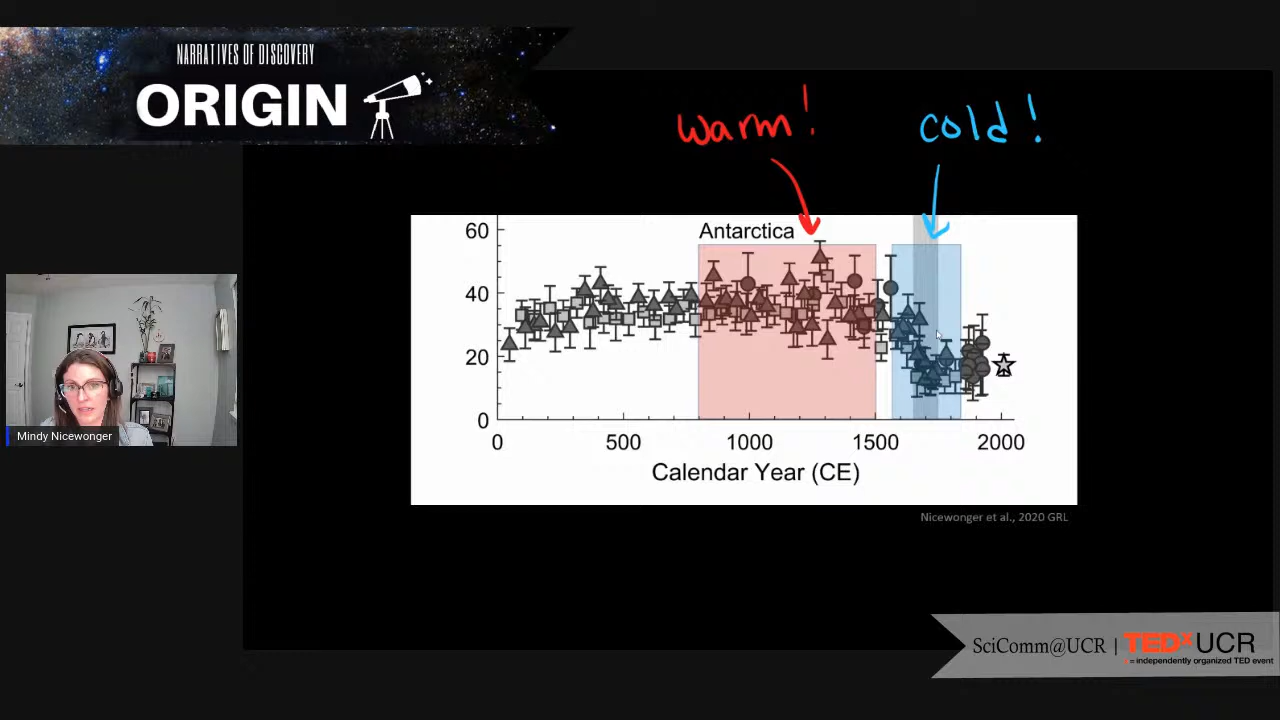 NARRATIVES OF DISCOVERY
ORIGIN
warm!
cold!
Antarctica
60
40
20
0
0 500 1000 1500 2000
Calendar Year (CE)
Nicewonger et al., 2020 GRL
Mindy Nicewonger
SciComm@UCR | TEDxUCR
x = independently organized TED event